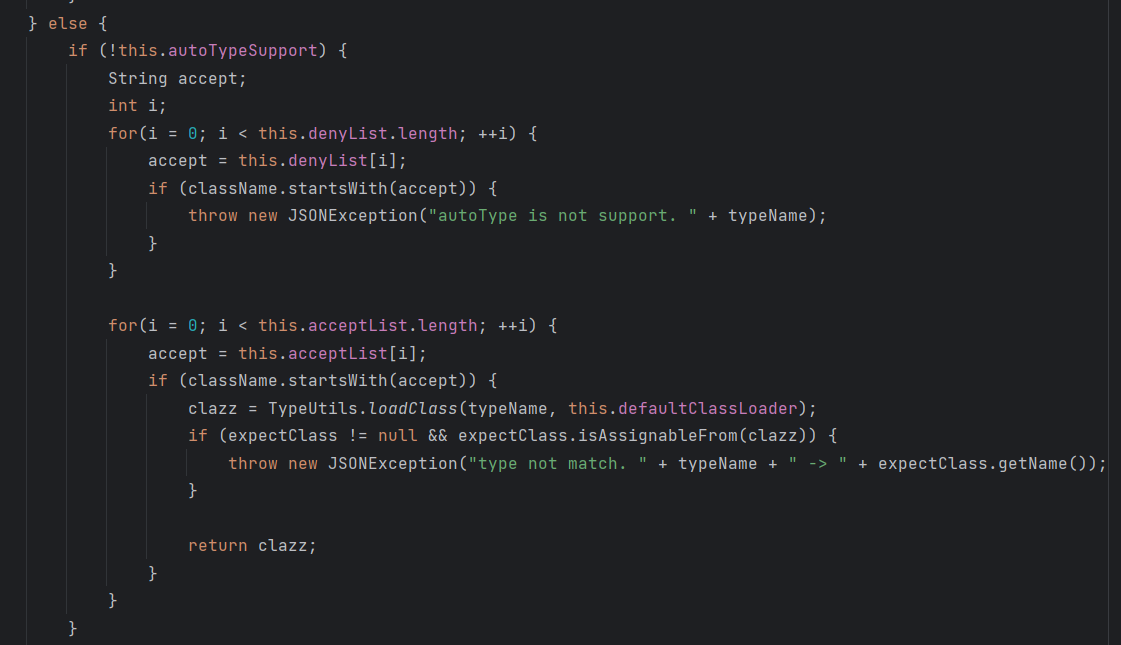 } else {
if (!this.autoTypeSupport) {
String accept;
int i;
for(i = 0; i < this.denyList.length; ++i) {
accept = this.denyList[i];
if (className.startsWith(accept)) {
throw new JSONException("autoType is not support. " + typeName);
}
}
for(i = 0; i < this.acceptList.length; ++i) {
accept = this.acceptList[i];
if (className.startsWith(accept)) {
clazz = TypeUtils.loadClass(typeName, this.defaultClassLoader);
if (expectClass != null && expectClass.isAssignableFrom(clazz)) {
throw new JSONException("type not match. " + typeName + " -> " + expectClass.getName());
}
return clazz;
}
}
}